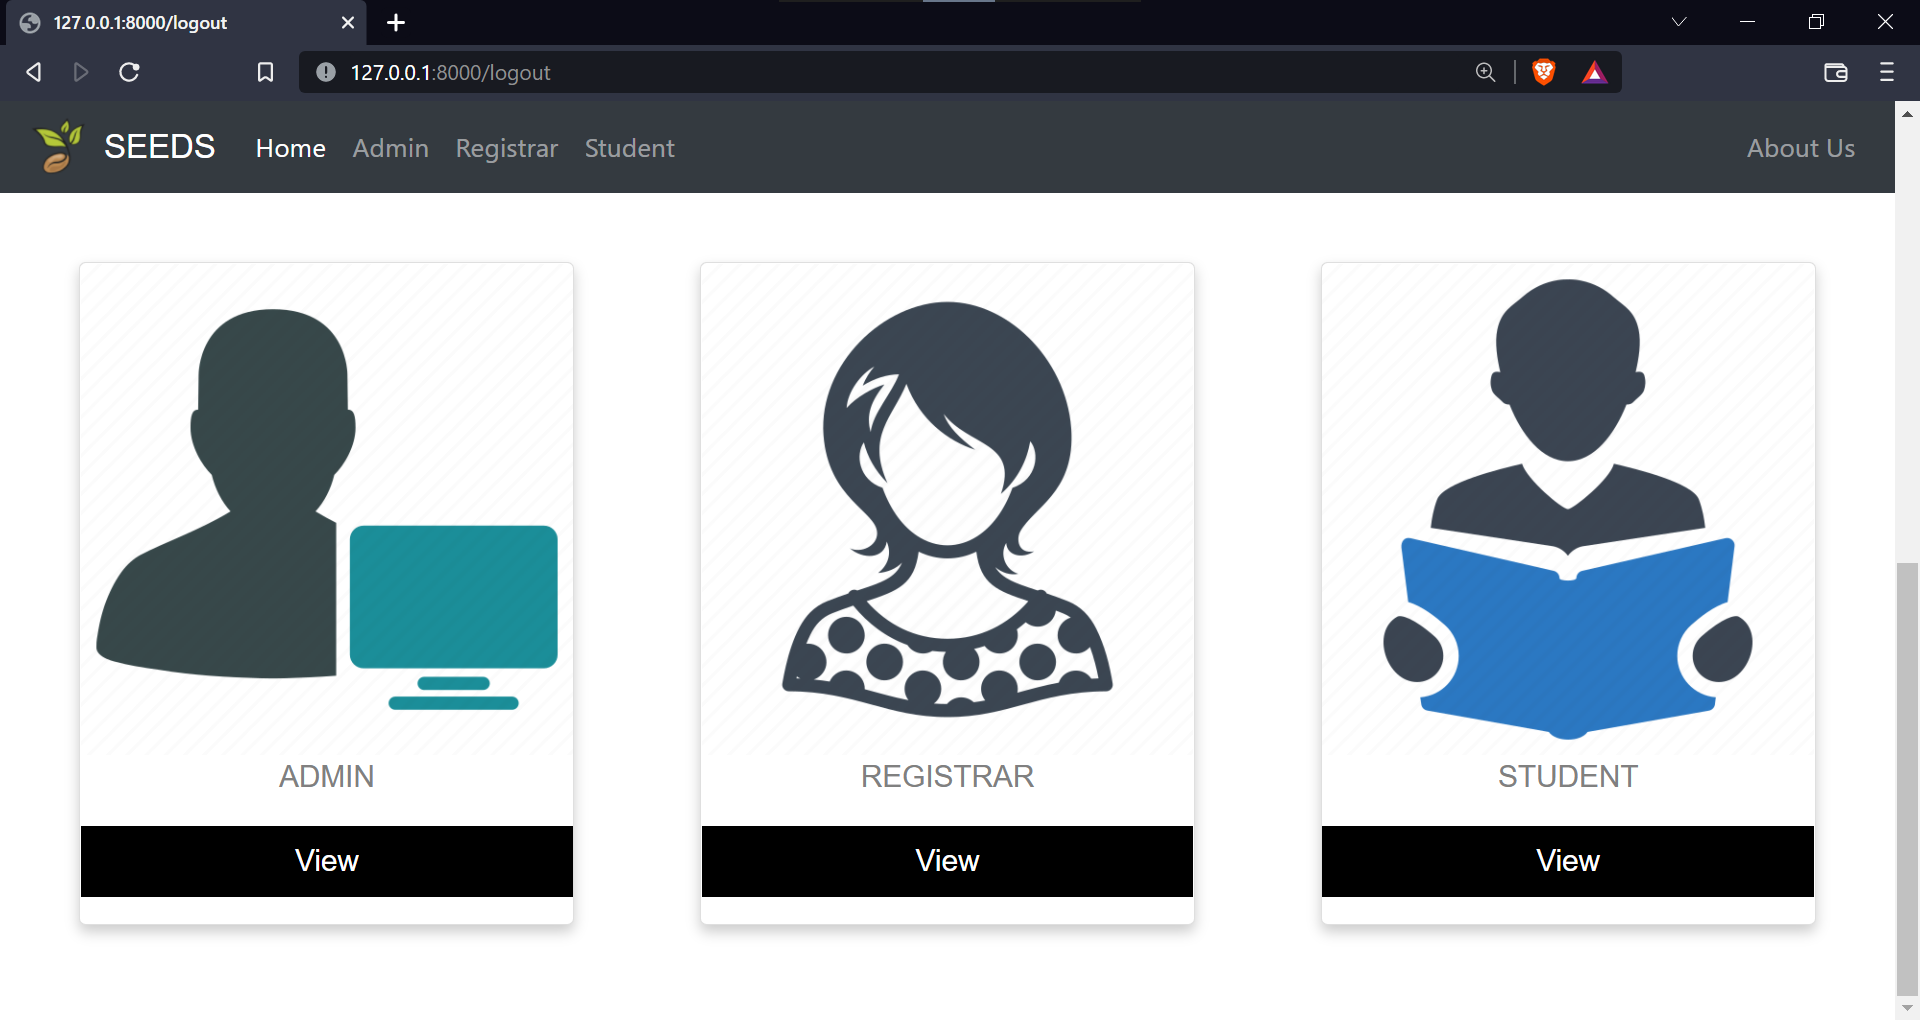 127.0.0.1:8000/logout
127.0.0.1:8000/logout
SEEDS Home Admin Registrar Student About Us
ADMIN
View
REGISTRAR
View
STUDENT
View